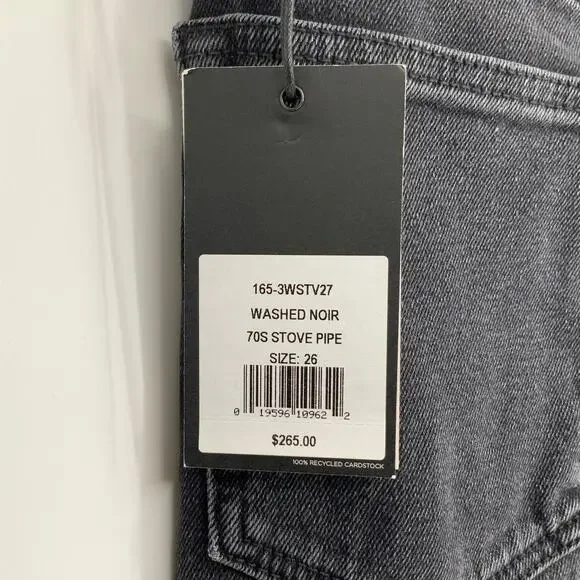 165-3WSTV27
WASHED NOIR
70S STOVE PIPE
SIZE: 26
0 19596 10962 2
$265.00
100% RECYCLED CARDSTOCK